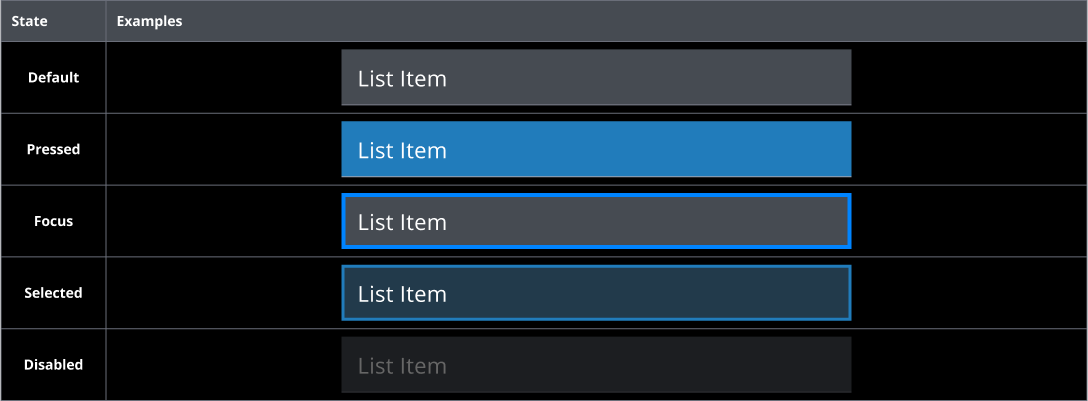 State Examples
Default List Item
Pressed List Item
Focus List Item
Selected List Item
Disabled List Item